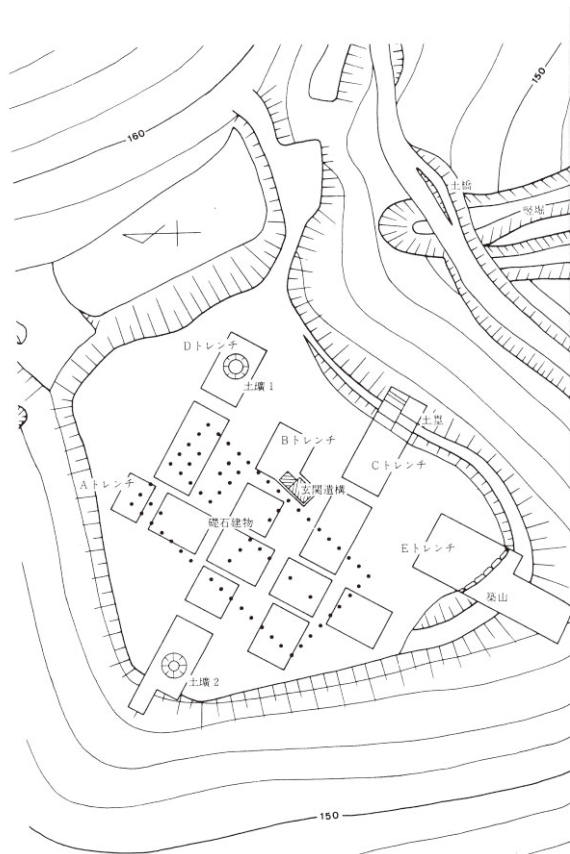 150
160
土橋
竪堀
Dトレンチ
土壙1
土塁
Bトレンチ
Cトレンチ
Aトレンチ
玄関遺構
礎石建物
Eトレンチ
築山
土壙2
150